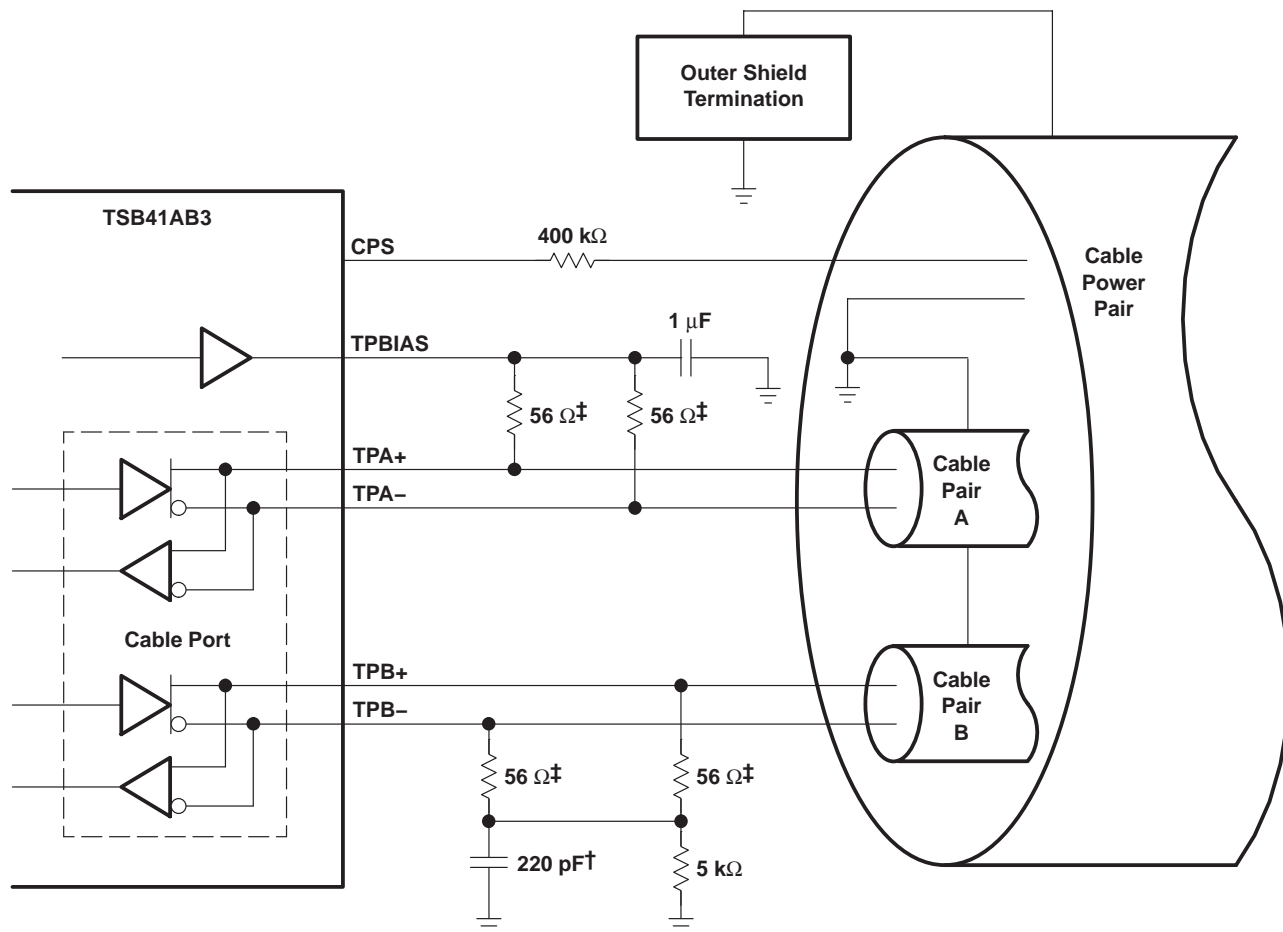 Outer Shield
Termination
TSB41AB3
CPS
400 kΩ
Cable
Power
Pair
TPBIAS
1 μF
56 Ω‡
56 Ω‡
TPA+
TPA–
Cable
Pair
A
Cable Port
TPB+
TPB–
Cable
Pair
B
56 Ω‡
56 Ω‡
220 pF†
5 kΩ